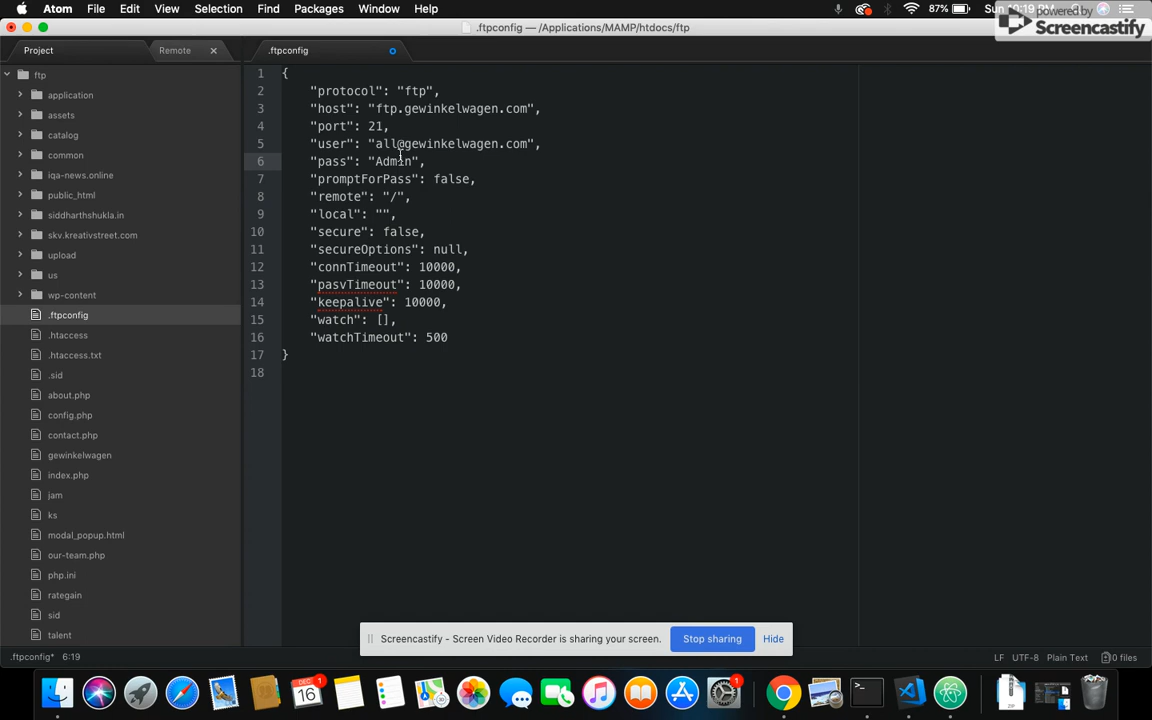 Atom File Edit View Selection Find Packages Window Help 87% Sun 10:19 PM
powered by
Screencastify
.ftpconfig — /Applications/MAMP/htdocs/ftp
Project Remote .ftpconfig
ftp
application
assets
catalog
common
iqa-news.online
public_html
siddharthshukla.in
skv.kreativstreet.com
upload
us
wp-content
.ftpconfig
.htaccess
.htaccess.txt
.sid
about.php
config.php
contact.php
gewinkelwagen
index.php
jam
ks
modal_popup.html
our-team.php
php.ini
rategain
sid
talent
1 {
2 "protocol": "ftp",
3 "host": "ftp.gewinkelwagen.com",
4 "port": 21,
5 "user": "all@gewinkelwagen.com",
6 "pass": "Admin",
7 "promptForPass": false,
8 "remote": "/",
9 "local": "",
10 "secure": false,
11 "secureOptions": null,
12 "connTimeout": 10000,
13 "pasvTimeout": 10000,
14 "keepalive": 10000,
15 "watch": [],
16 "watchTimeout": 500
17 }
18
Screencastify - Screen Video Recorder is sharing your screen. Stop sharing Hide
.ftpconfig* 6:19 LF UTF-8 Plain Text 0 files
DEC 16 1 1